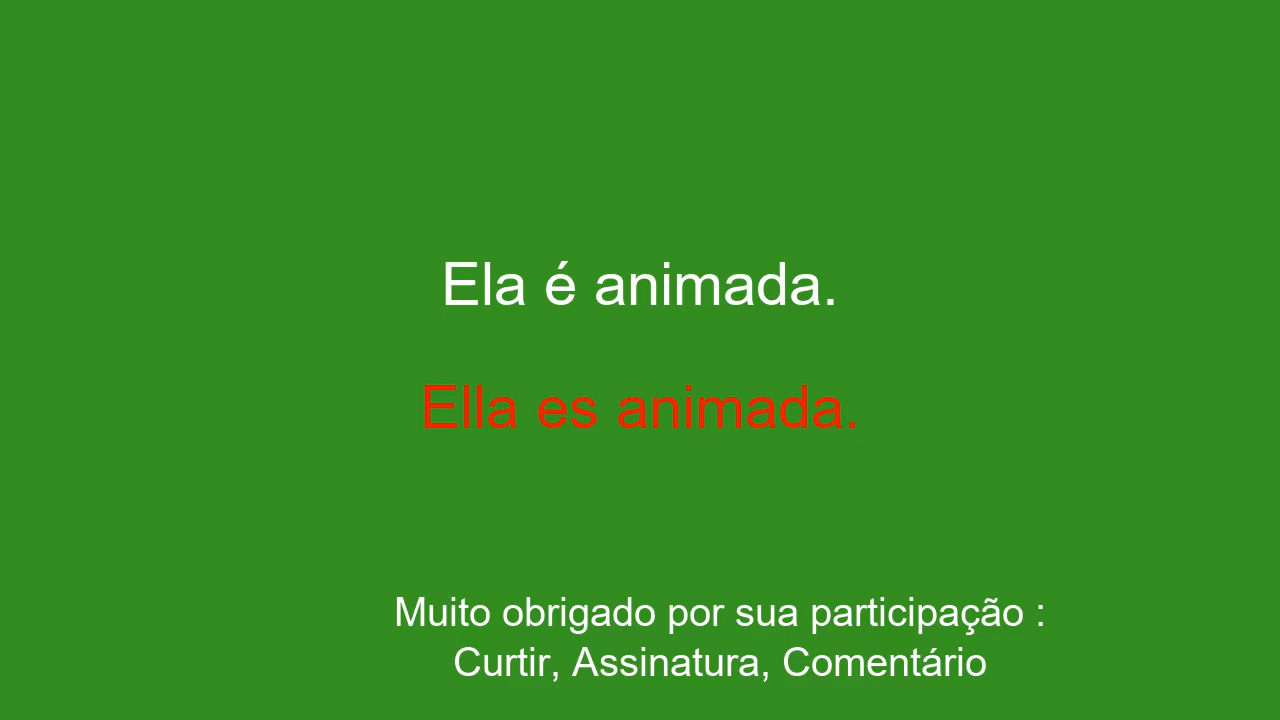 Ela é animada.
Ella es animada.
Muito obrigado por sua participação :
Curtir, Assinatura, Comentário